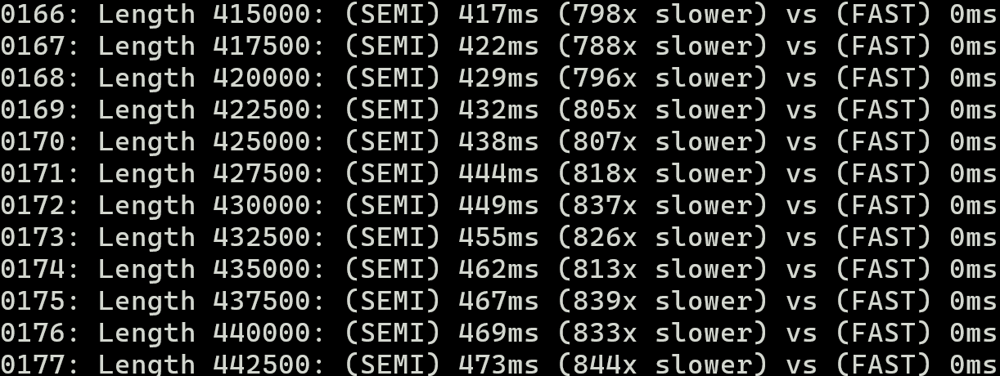 0166: Length 415000: (SEMI) 417ms (798x slower) vs (FAST) 0ms
0167: Length 417500: (SEMI) 422ms (788x slower) vs (FAST) 0ms
0168: Length 420000: (SEMI) 429ms (796x slower) vs (FAST) 0ms
0169: Length 422500: (SEMI) 432ms (805x slower) vs (FAST) 0ms
0170: Length 425000: (SEMI) 438ms (807x slower) vs (FAST) 0ms
0171: Length 427500: (SEMI) 444ms (818x slower) vs (FAST) 0ms
0172: Length 430000: (SEMI) 449ms (837x slower) vs (FAST) 0ms
0173: Length 432500: (SEMI) 455ms (826x slower) vs (FAST) 0ms
0174: Length 435000: (SEMI) 462ms (813x slower) vs (FAST) 0ms
0175: Length 437500: (SEMI) 467ms (839x slower) vs (FAST) 0ms
0176: Length 440000: (SEMI) 469ms (833x slower) vs (FAST) 0ms
0177: Length 442500: (SEMI) 473ms (844x slower) vs (FAST) 0ms